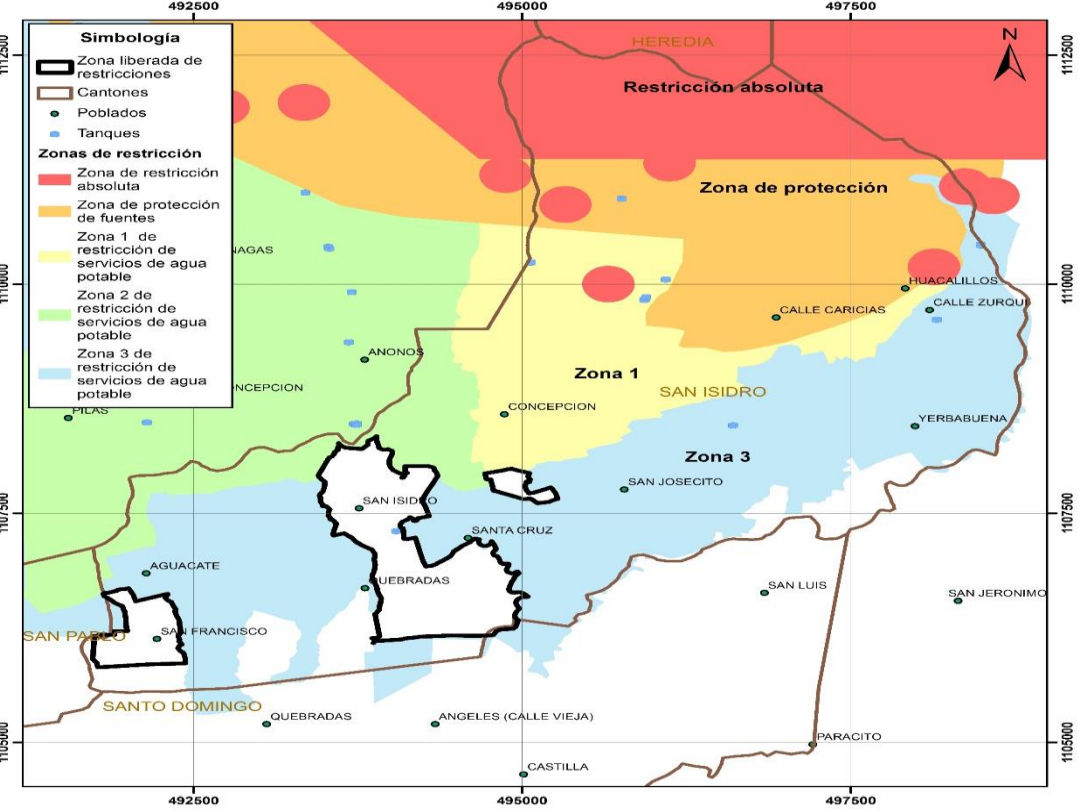 492500 495000 497500
Simbología
Zona liberada de
restricciones
Cantones
Poblados
Tanques
Zonas de restricción
Zona de restricción
absoluta
Zona de protección
de fuentes
Zona 1 de
restricción de
servicios de agua
potable
Zona 2 de
restricción de
servicios de agua
potable
Zona 3 de
restricción de
servicios de agua
potable
N
HEREDIA
1112500 1112500
Restricción absoluta
Zona de protección
NAGAS
1110000 1110000
HUACALILLOS
CALLE CARICIAS
CALLE ZURQUI
ANONOS
Zona 1
ONCEPCION
SAN ISIDRO
CONCEPCION
PILAS
YERBABUENA
Zona 3
SAN JOSECITO
SAN ISIDRO
1107500 1107500
SANTA CRUZ
AGUACATE
UEBRADAS
SAN LUIS
SAN JERONIMO
SAN PABLO
SAN FRANCISCO
SANTO DOMINGO
QUEBRADAS
ANGELES (CALLE VIEJA)
PARACITO
1105000 1105000
CASTILLA
492500 495000 497500